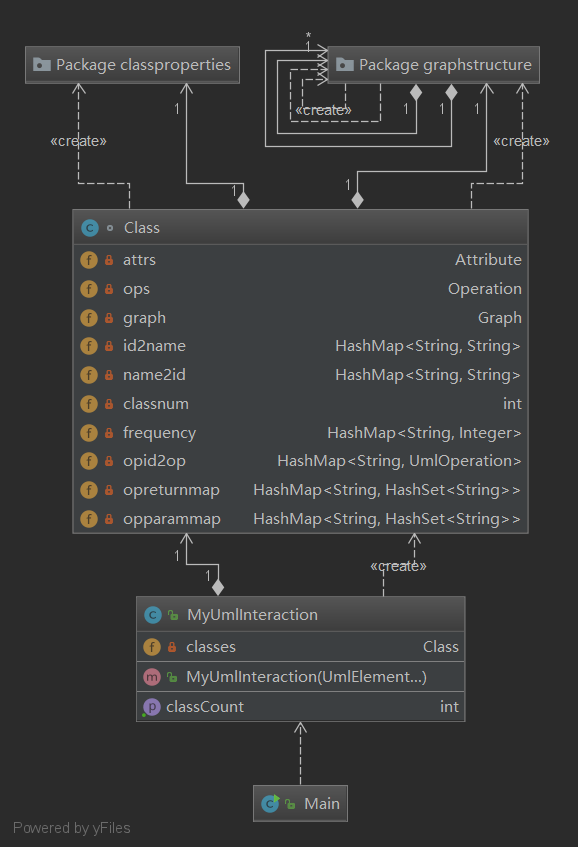 *
1
Package classproperties
Package graphstructure
1
«create»
1
1
1
«create»
«create»
1
1
Class
attrs Attribute
ops Operation
graph Graph
id2name HashMap<String, String>
name2id HashMap<String, String>
classnum int
frequency HashMap<String, Integer>
opid2op HashMap<String, UmlOperation>
opreturnmap HashMap<String, HashSet<String>>
opparammap HashMap<String, HashSet<String>>
1
«create»
1
MyUmlInteraction
classes Class
MyUmlInteraction(UmlElement...)
classCount int
Main
Powered by yFiles